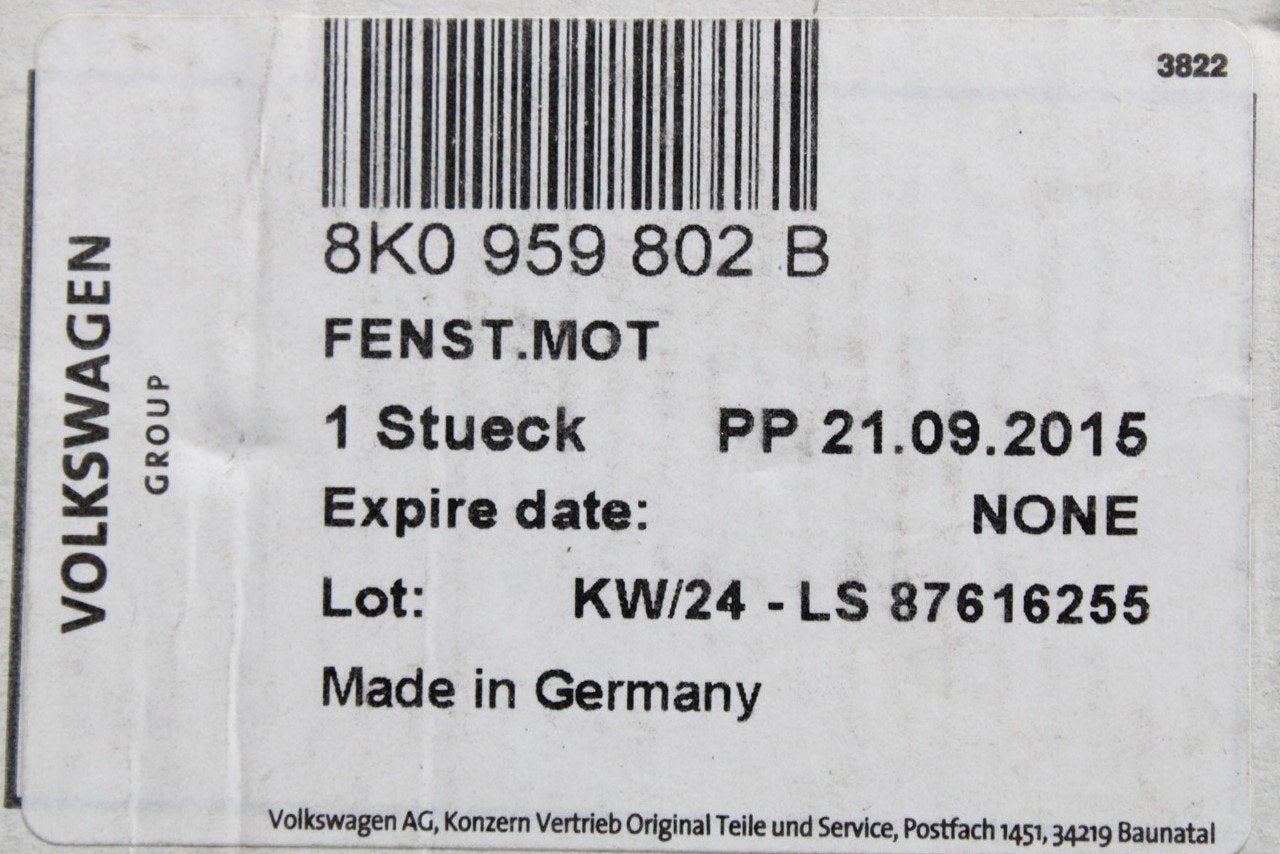 3822
8K0 959 802 B
FENST.MOT
1 Stueck PP 21.09.2015
Expire date: NONE
Lot: KW/24 - LS 87616255
Made in Germany
VOLKSWAGEN
GROUP
Volkswagen AG, Konzern Vertrieb Original Teile und Service, Postfach 1451, 34219 Baunatal